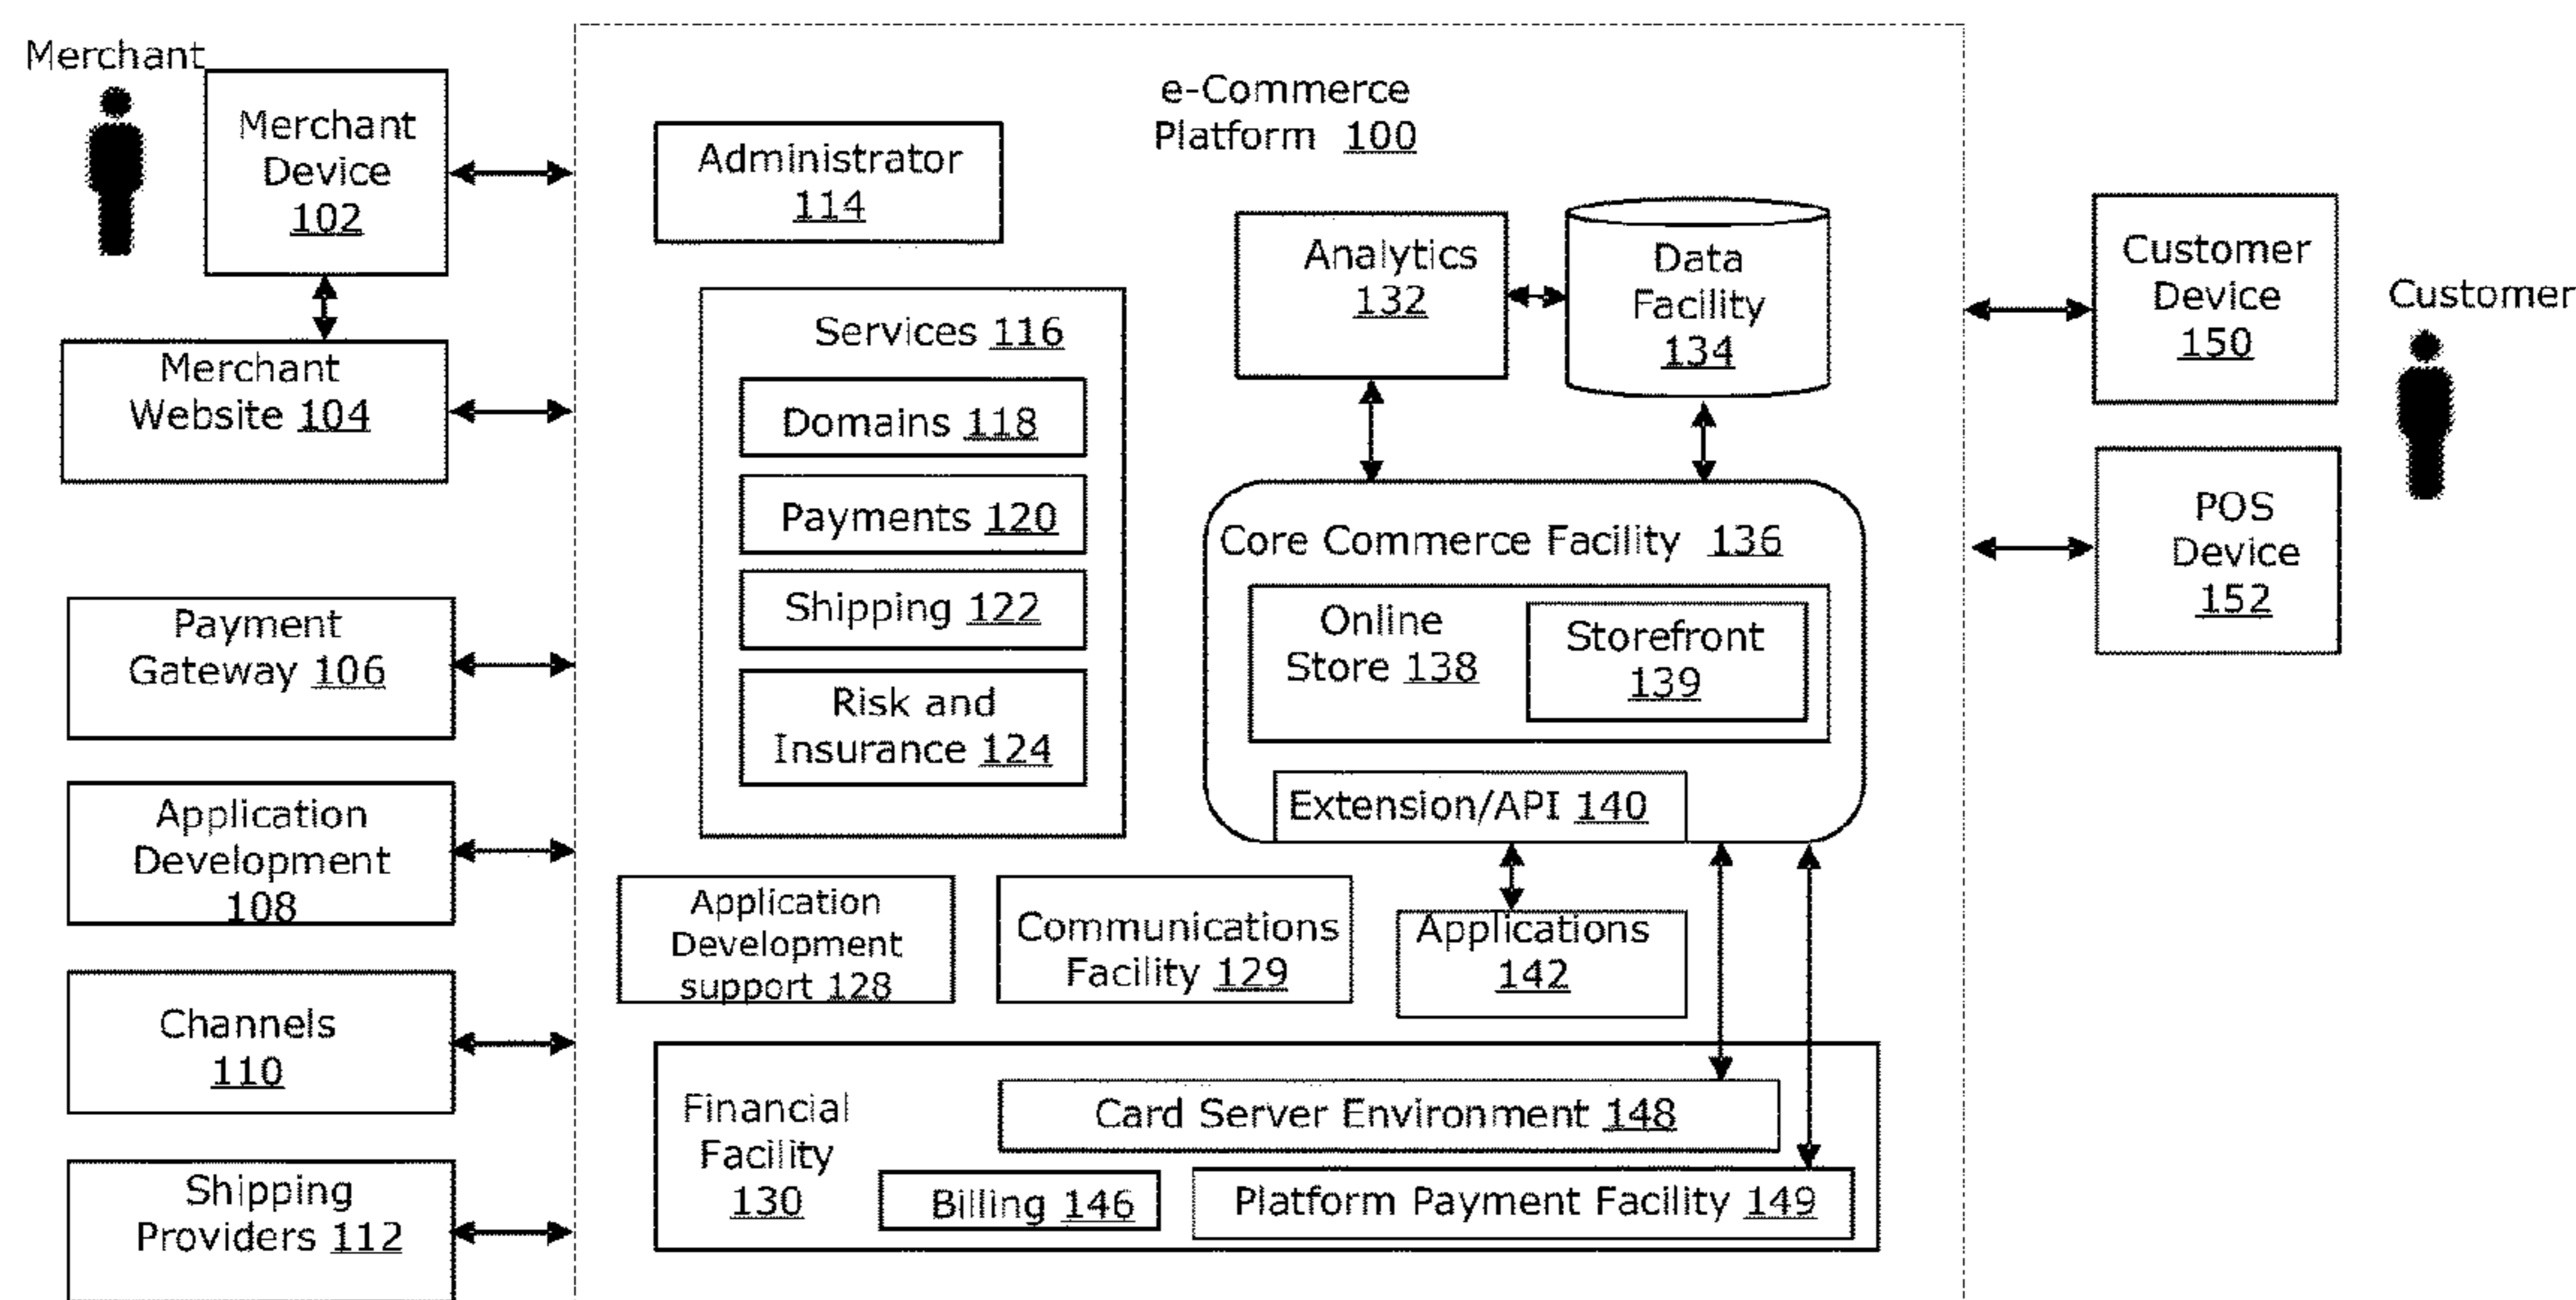 Merchant
Merchant
Device
102
Merchant
Website 104
Payment
Gateway 106
Application
Development
108
Channels
110
Shipping
Providers 112
e-Commerce
Platform 100
Administrator
114
Services 116
Domains 118
Payments 120
Shipping 122
Risk and
Insurance 124
Analytics
132
Data
Facility
134
Core Commerce Facility 136
Online
Store 138
Storefront
139
Extension/API 140
Application
Development
support 128
Communications
Facility 129
Applications
142
Financial
Facility
130
Card Server Environment 148
Billing 146
Platform Payment Facility 149
Customer
Device
150
Customer
POS
Device
152